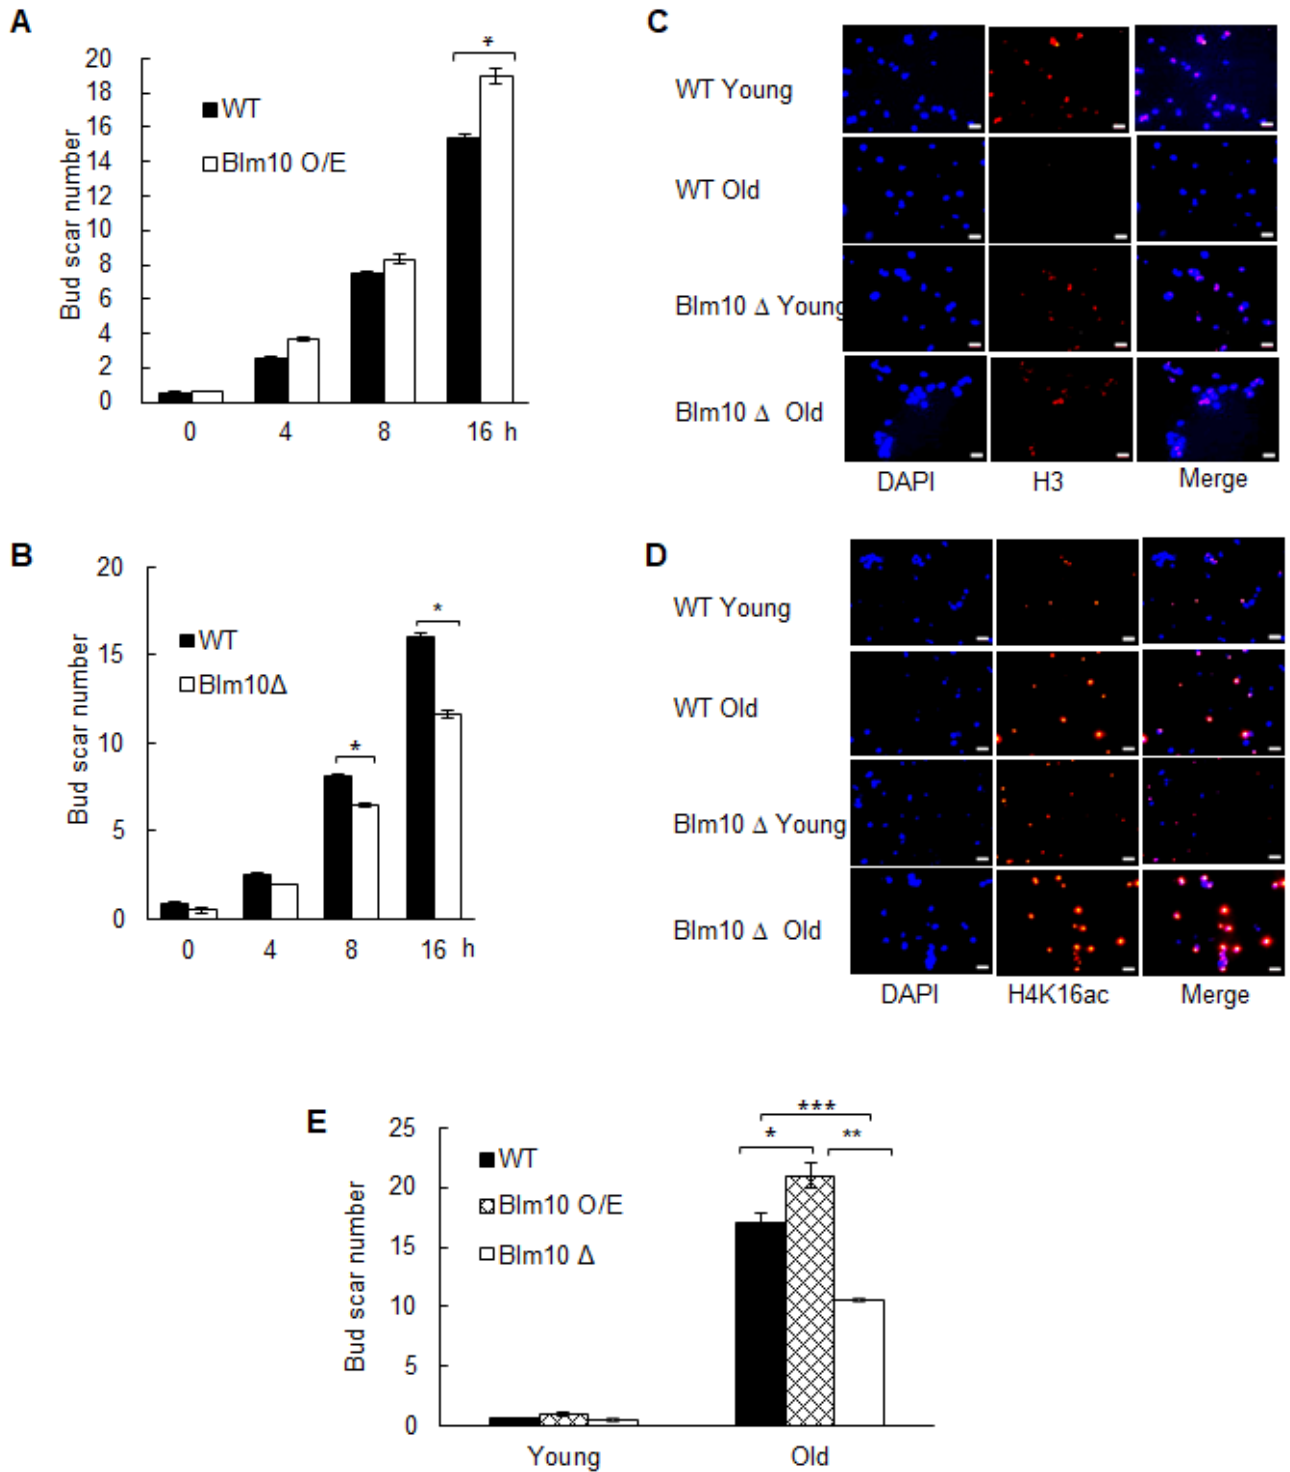 A
20
18
16
14
12
10
8
6
4
2
0
Bud scar number
WT
Blm10 O/E
*
0 4 8 16 h
B
20
15
10
5
0
Bud scar number
WT
Blm10Δ
*
*
0 4 8 16 h
C
WT Young
WT Old
Blm10 Δ Young
Blm10 Δ Old
DAPI H3 Merge
D
WT Young
WT Old
Blm10 Δ Young
Blm10 Δ Old
DAPI H4K16ac Merge
E
25
20
15
10
5
0
Bud scar number
WT
Blm10 O/E
Blm10 Δ
***
* **
Young Old